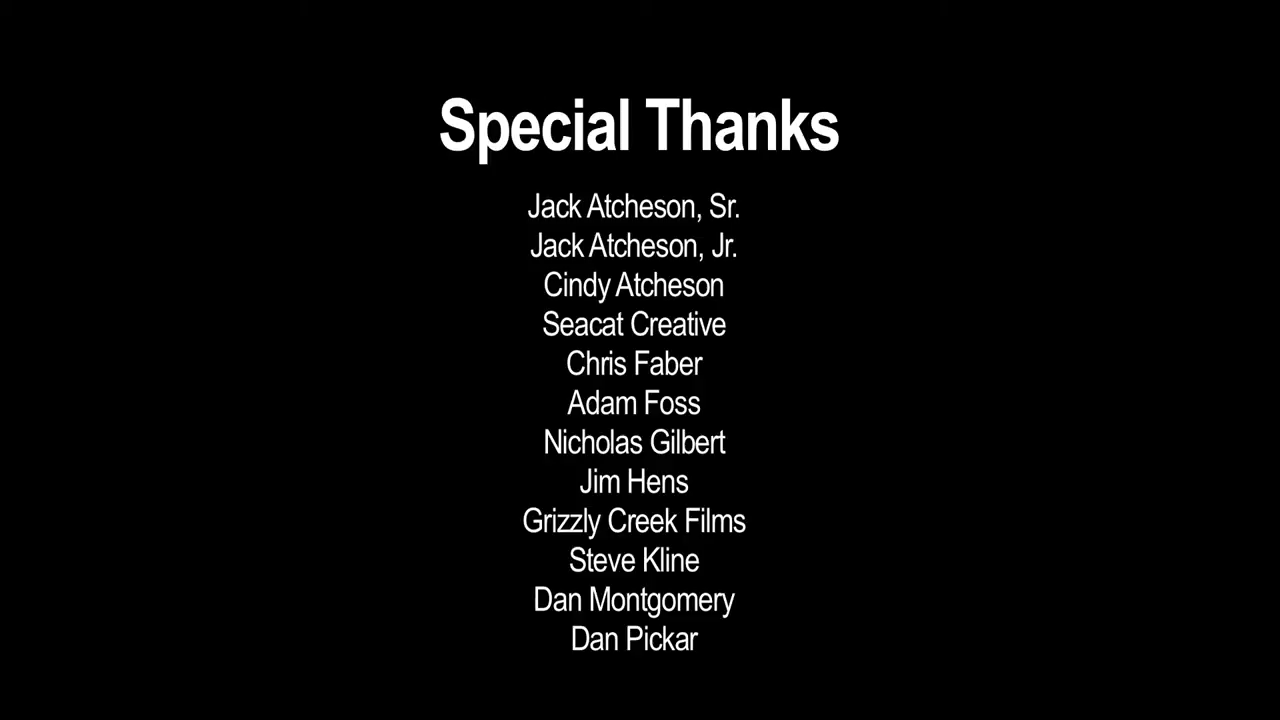 Special Thanks
Jack Atcheson, Sr.
Jack Atcheson, Jr.
Cindy Atcheson
Seacat Creative
Chris Faber
Adam Foss
Nicholas Gilbert
Jim Hens
Grizzly Creek Films
Steve Kline
Dan Montgomery
Dan Pickar